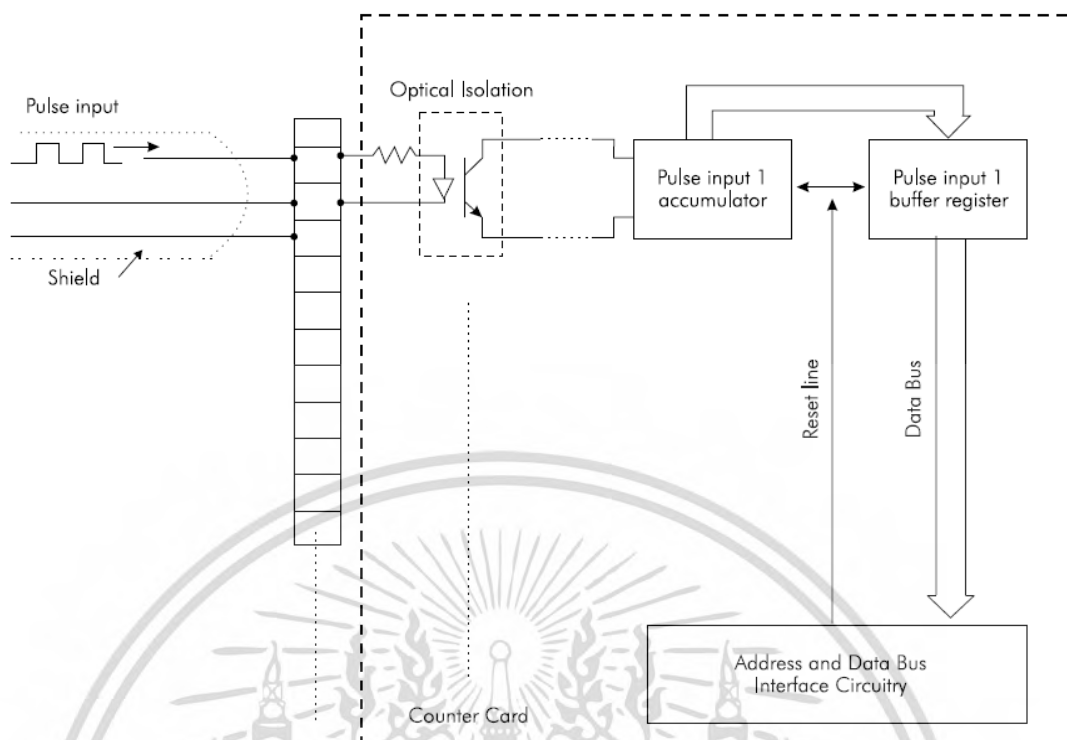 Pulse input
Optical Isolation
Pulse input 1
accumulator
Pulse input 1
buffer register
Shield
Reset line
Data Bus
Address and Data Bus
Interface Circuitry
Counter Card